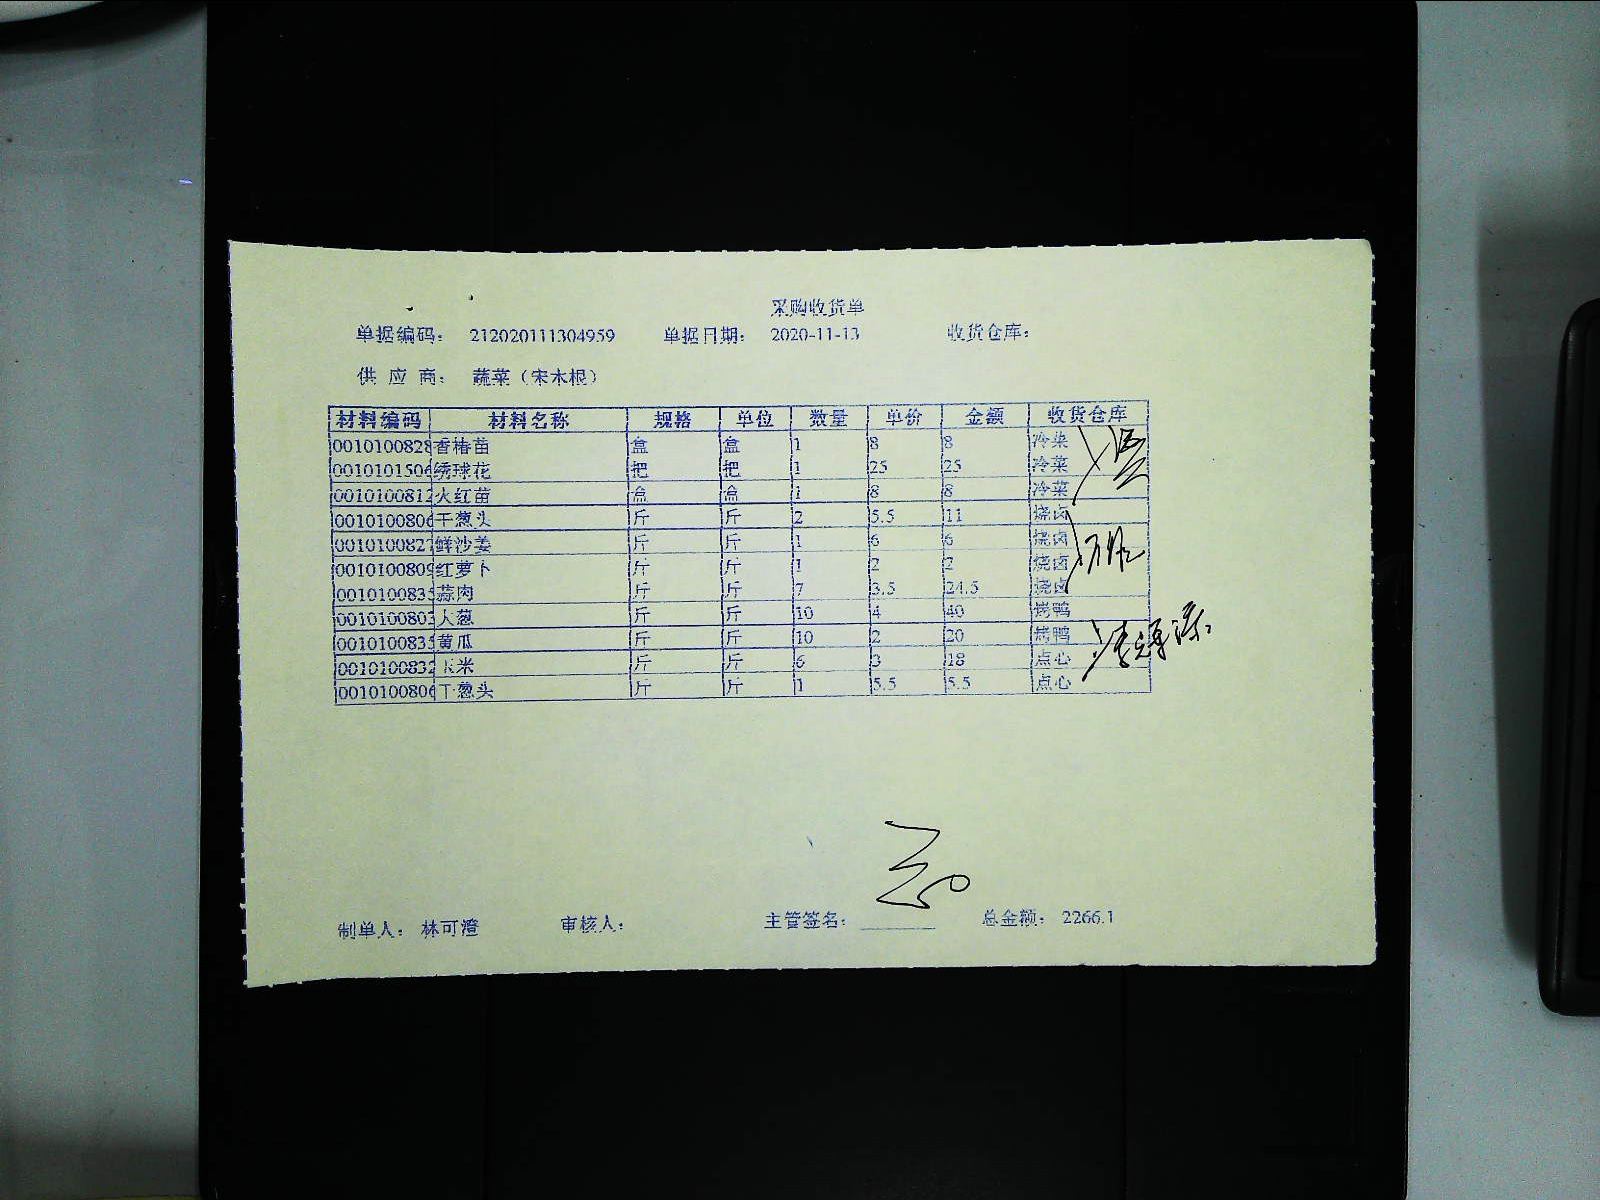 采购收货单
单据编码： 212020111304959 单据日期： 2020-11-13 收货仓库：
供 应 商： 蔬菜（宋木根）
材料编码 材料名称 规格 单位 数量 单价 金额 收货仓库
0010100828 香椿苗 盒 盒 1 8 8 冷菜
0010101506 绣球花 把 把 1 25 25 冷菜
0010100812 火红苗 盒 盒 1 8 8 冷菜
0010100806 干葱头 斤 斤 2 5.5 11 烧卤
0010100827 鲜沙姜 斤 斤 1 6 6 烧卤
0010100809 红萝卜 斤 斤 1 2 2 烧卤
0010100835 蒜肉 斤 斤 7 3.5 24.5 烧卤
0010100803 大葱 斤 斤 10 4 40 烤鸭
0010100835 黄瓜 斤 斤 10 2 20 烤鸭
0010100832 玉米 斤 斤 6 3 18 点心
0010100806 干葱头 斤 斤 1 5.5 5.5 点心
制单人： 林可澄 审核人： 主管签名： 总金额： 2266.1